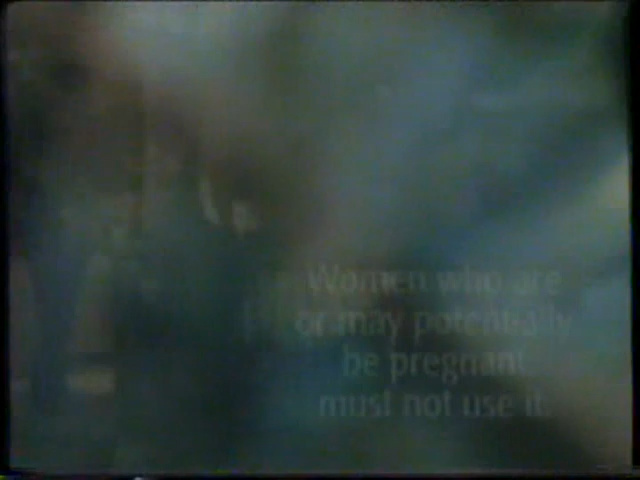 Women who are
or may potentially
be pregnant
must not use it.